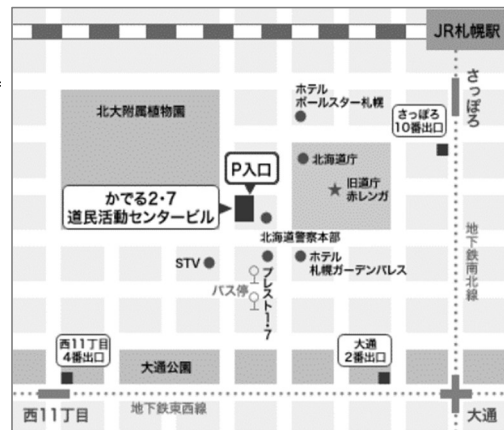 JR札幌駅
さっぽろ
ホテル
ポールスター札幌
さっぽろ
10番出口
北大附属植物園
北海道庁
P入口
旧道庁
赤レンガ
かでる2・7
道民活動センタービル
北海道警察本部
地下鉄南北線
STV
ホテル
札幌ガーデンパレス
バス停
プレスト1・7
西11丁目
4番出口
大通
2番出口
大通公園
西11丁目
地下鉄東西線
大通